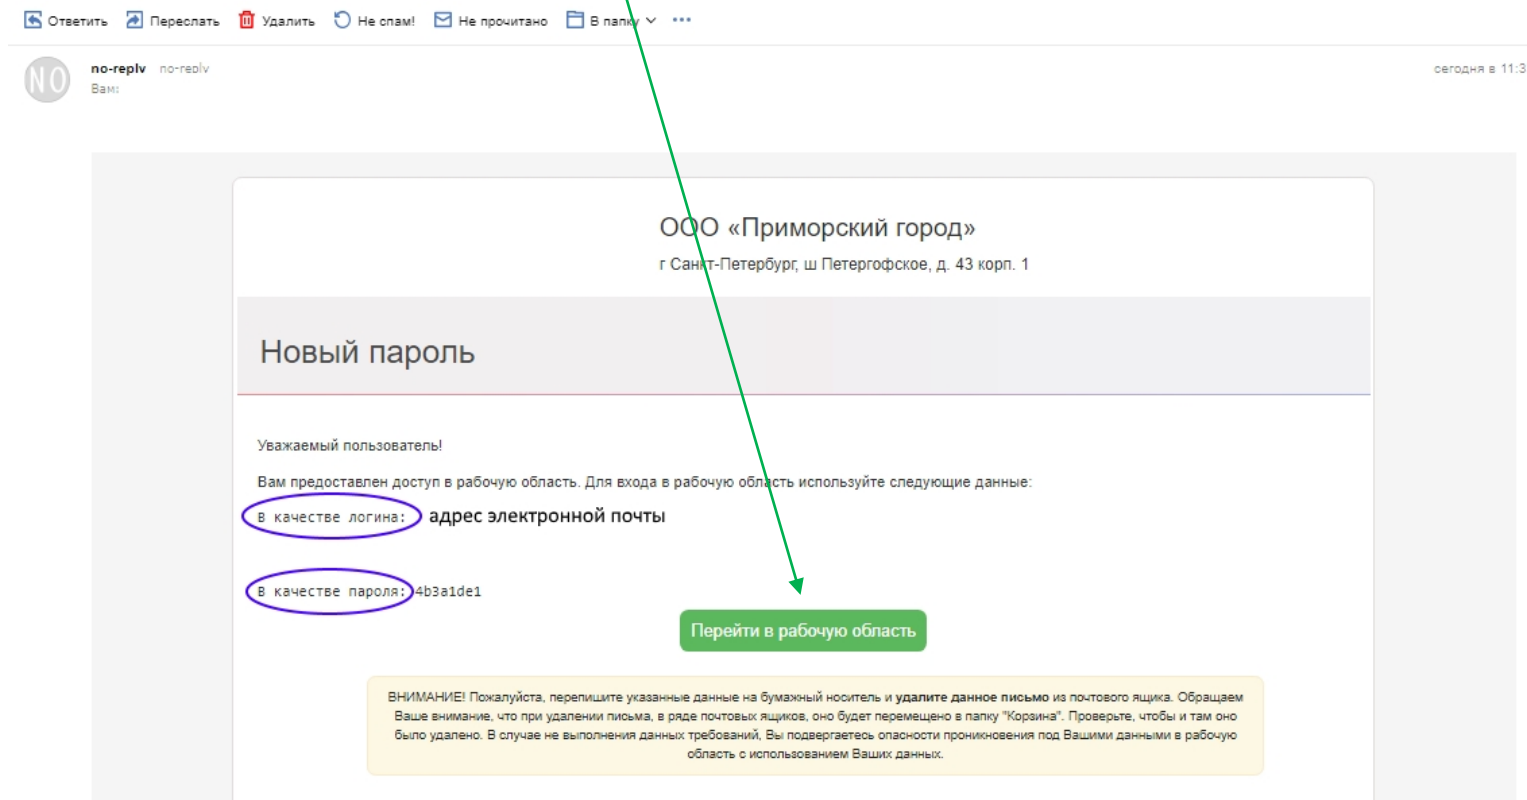 Ответить Переслать Удалить Не спам! Не прочитано В папку
NO no-reply no-reply сегодня в 11:3
Вам:
ООО «Приморский город»
г Санкт-Петербург, ш Петергофское, д. 43 корп. 1
Новый пароль
Уважаемый пользователь!
Вам предоставлен доступ в рабочую область. Для входа в рабочую область используйте следующие данные:
В качестве логина: адрес электронной почты
В качестве пароля: 4b3a1de1
Перейти в рабочую область
ВНИМАНИЕ! Пожалуйста, перепишите указанные данные на бумажный носитель и удалите данное письмо из почтового ящика. Обращаем
Ваше внимание, что при удалении письма, в ряде почтовых ящиков, оно будет перемещено в папку "Корзина". Проверьте, чтобы и там оно
было удалено. В случае не выполнения данных требований, Вы подвергаетесь опасности проникновения под Вашими данными в рабочую
область с использованием Ваших данных.